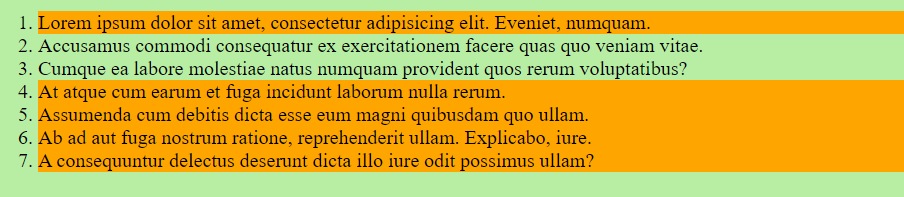 1. Lorem ipsum dolor sit amet, consectetur adipisicing elit. Eveniet, numquam.
2. Accusamus commodi consequatur ex exercitationem facere quas quo veniam vitae.
3. Cumque ea labore molestiae natus numquam provident quos rerum voluptatibus?
4. At atque cum earum et fuga incidunt laborum nulla rerum.
5. Assumenda cum debitis dicta esse eum magni quibusdam quo ullam.
6. Ab ad aut fuga nostrum ratione, reprehenderit ullam. Explicabo, iure.
7. A consequuntur delectus deserunt dicta illo iure odit possimus ullam?